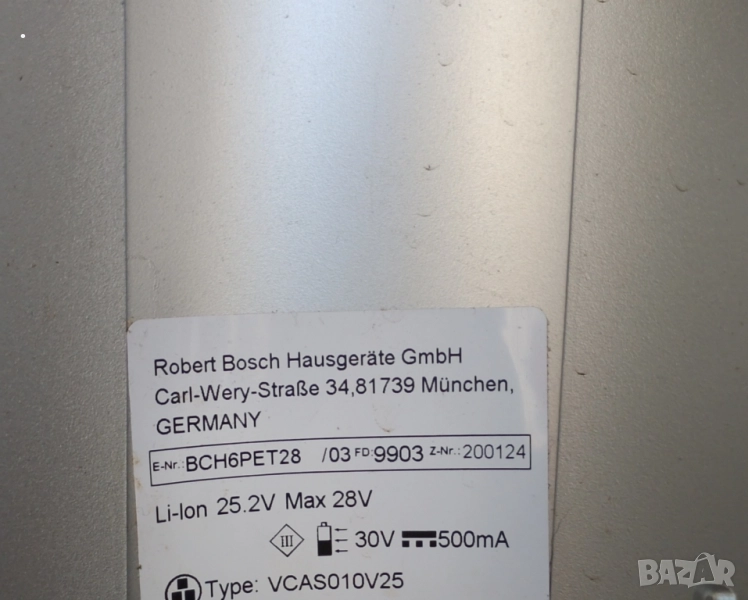 Robert Bosch Hausgeräte GmbH
Carl-Wery-Straße 34,81739 München,
GERMANY
E-Nr.: BCH6PET28 /03 FD: 9903 Z-Nr.: 200124
Li-Ion 25.2V Max 28V
III 30V 500mA
Type: VCAS010V25
BAZAR